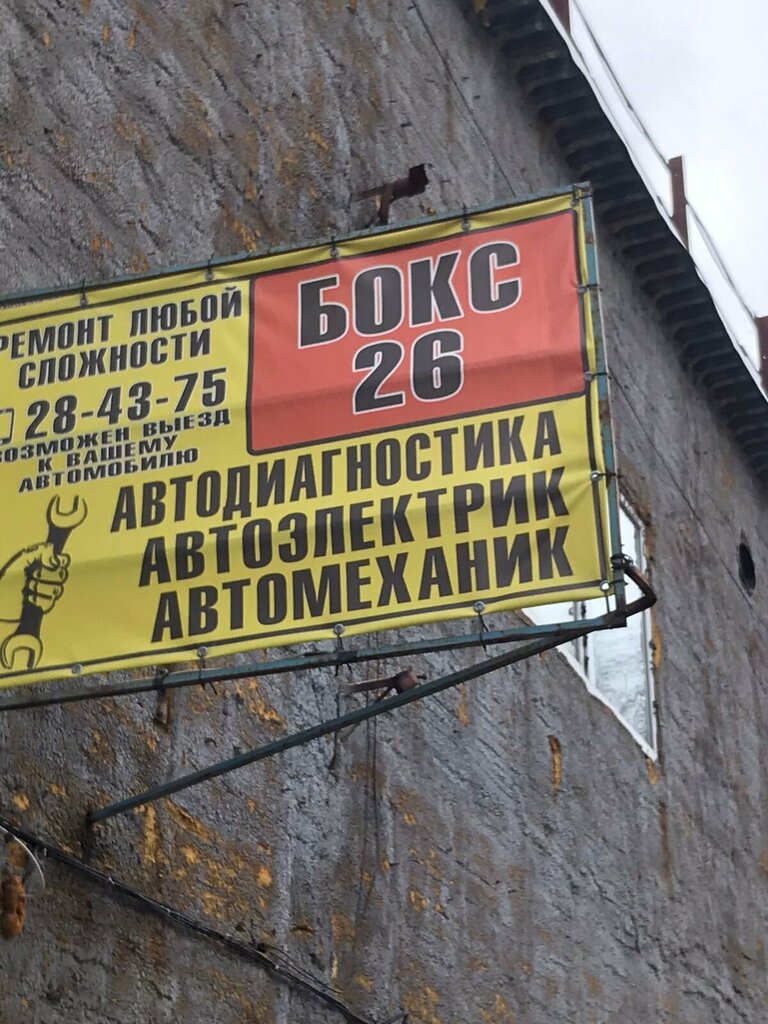 РЕМОНТ ЛЮБОЙ
СЛОЖНОСТИ
28-43-75
ВОЗМОЖЕН ВЫЕЗД
К ВАШЕМУ
АВТОМОБИЛЮ
БОКС
26
АВТОДИАГНОСТИКА
АВТОЭЛЕКТРИК
АВТОМЕХАНИК